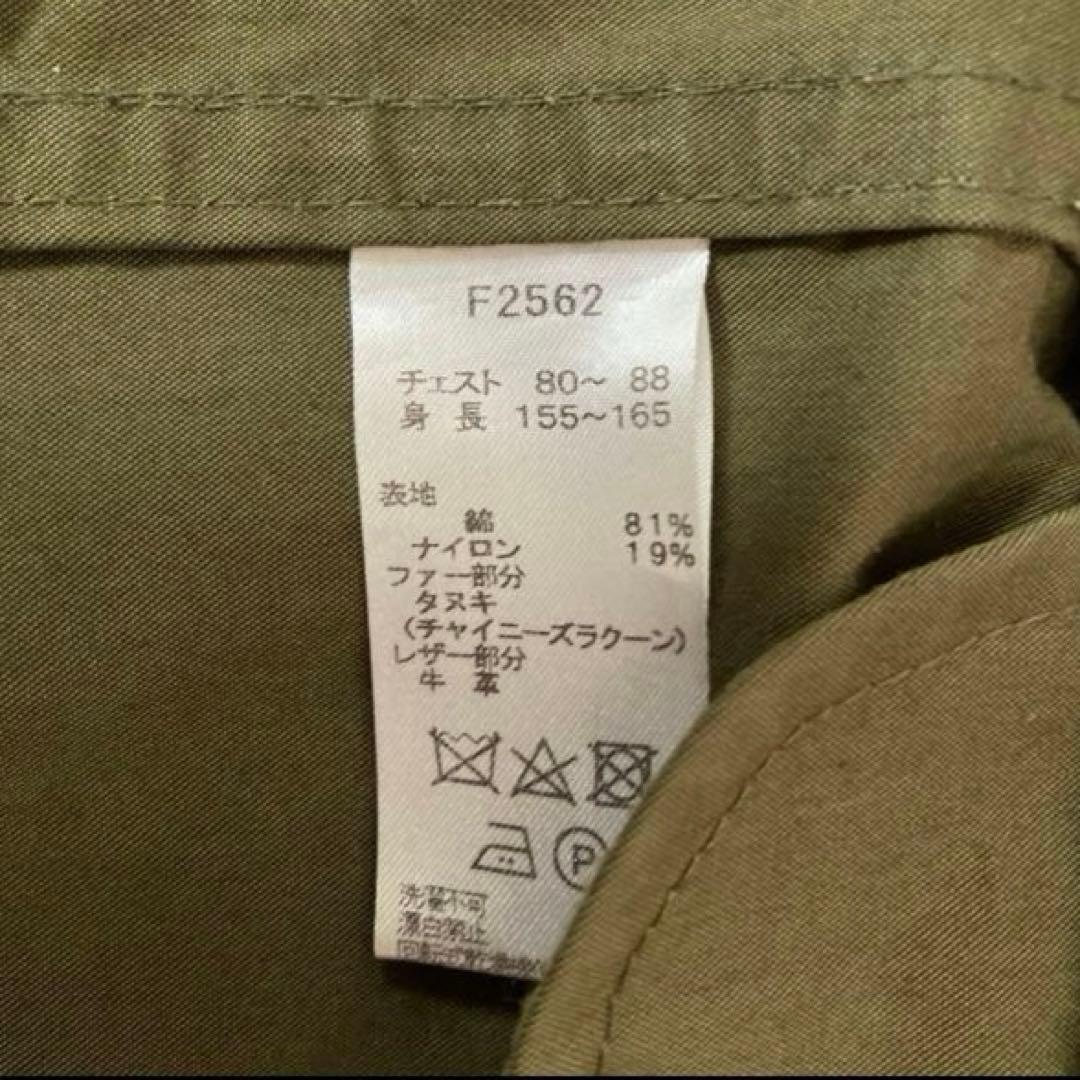 F2562
チェスト 80～ 88
身 長 155～165
表地
綿 81%
ナイロン 19%
ファー部分
タヌキ
(チャイニーズラクーン)
レザー部分
牛 革
P
洗濯不可
漂白禁止